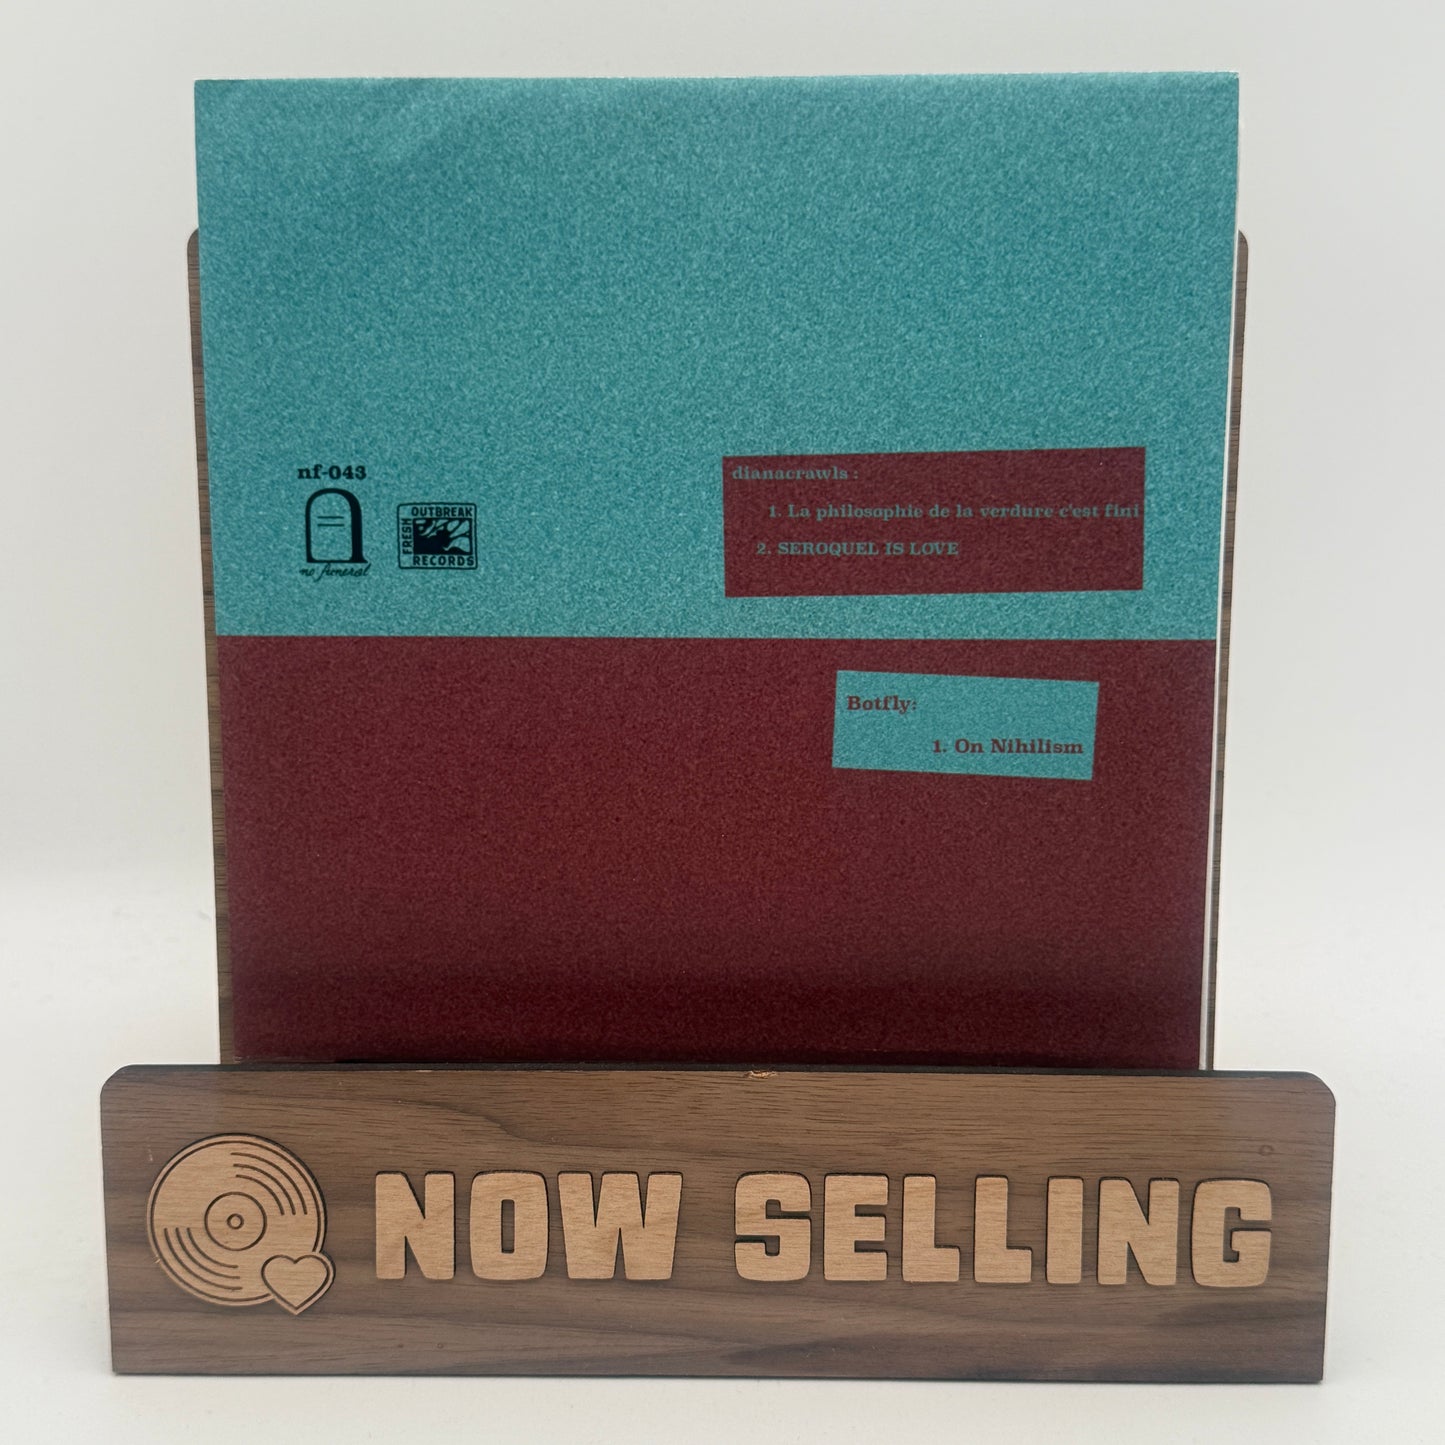 nf-043
no funeral
OUTBREAK
FRESH
RECORDS
dianacrawls :
1. La philosophie de la verdure c'est fini
2. SEROQUEL IS LOVE
Botfly:
1. On Nihilism
NOW SELLING